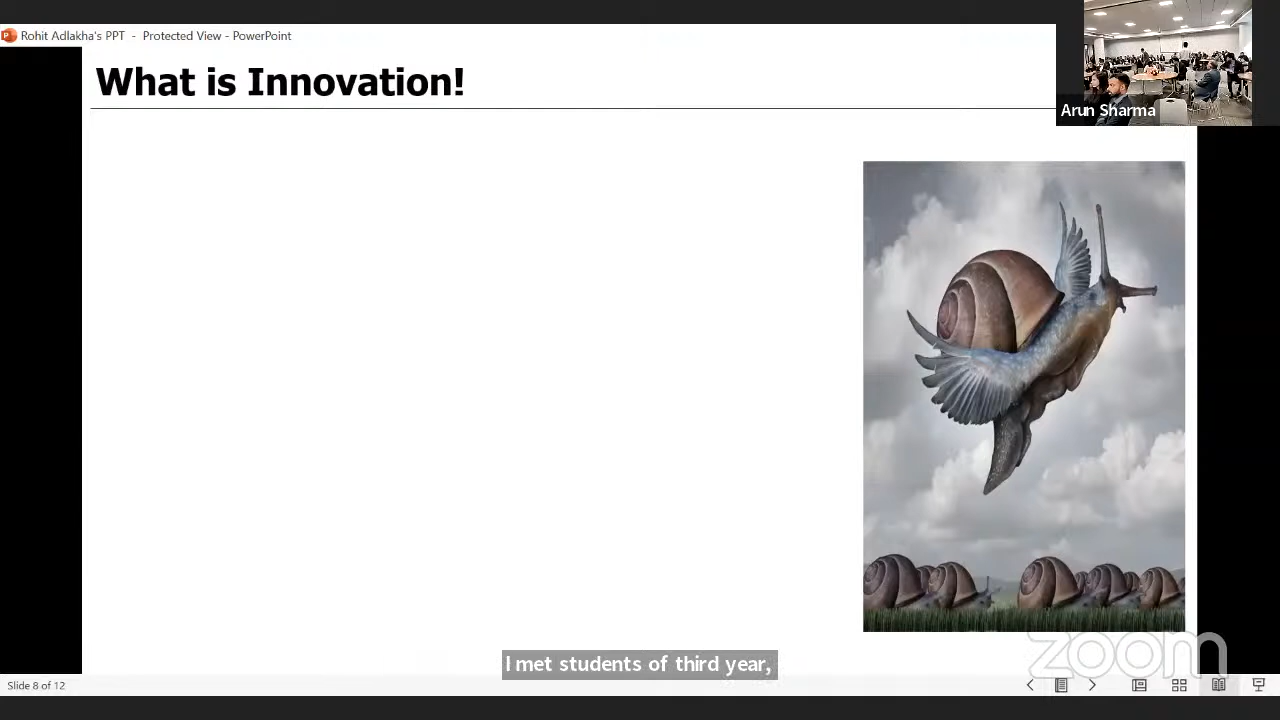 Rohit Adlakha's PPT - Protected View - PowerPoint
What is Innovation!
Arun Sharma
I met students of third year,
zoom
Slide 8 of 12